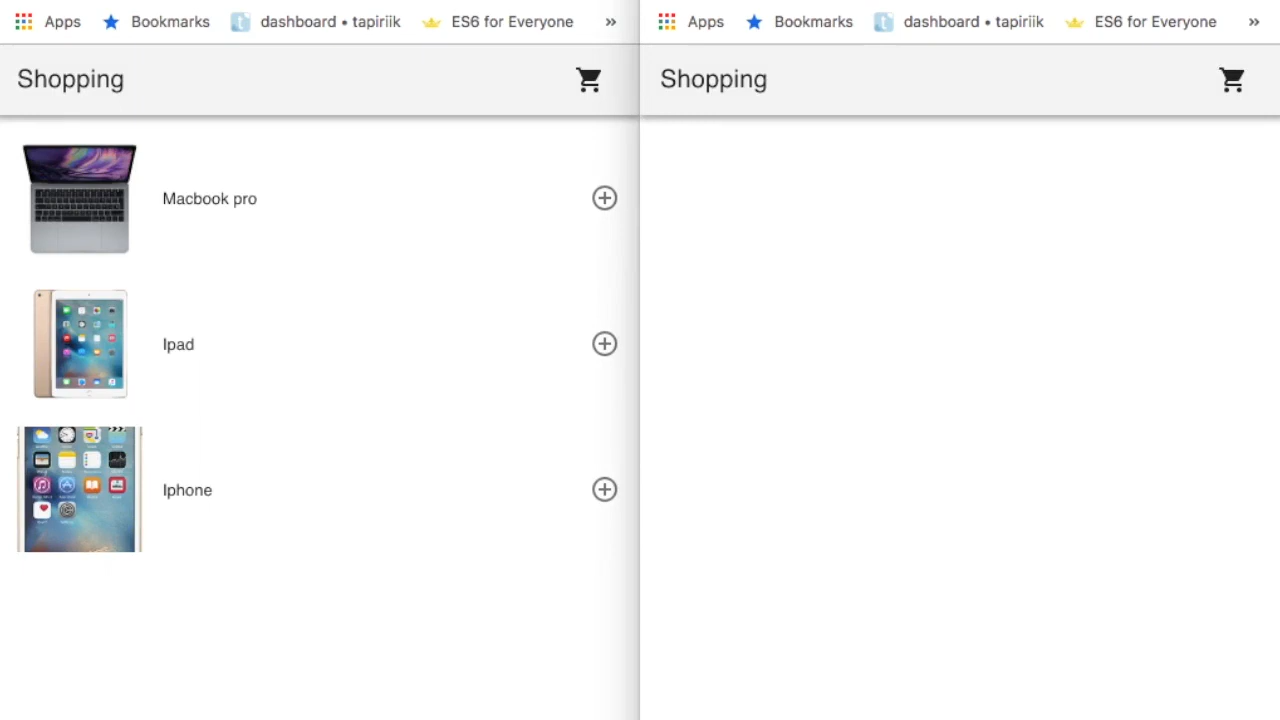 Apps Bookmarks dashboard • tapiriik ES6 for Everyone »
Shopping
Macbook pro
Ipad
Iphone
Apps Bookmarks dashboard • tapiriik ES6 for Everyone »
Shopping